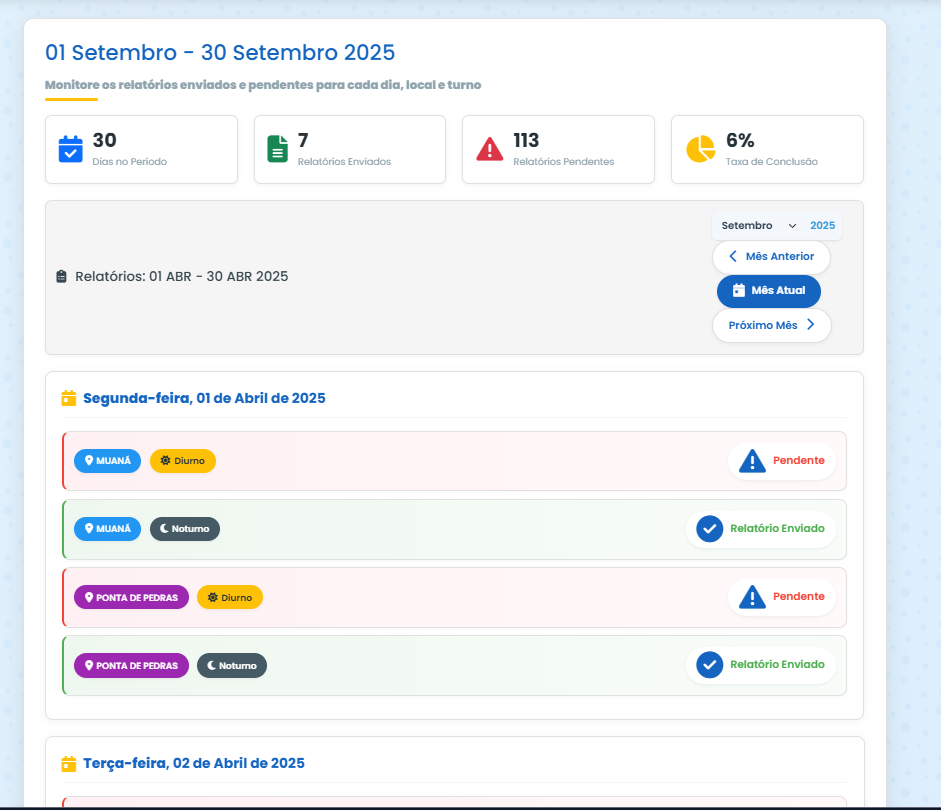 01 Setembro - 30 Setembro 2025
Monitore os relatórios enviados e pendentes para cada dia, local e turno
30
Dias no Período
7
Relatórios Enviados
113
Relatórios Pendentes
6%
Taxa de Conclusão
Setembro 2025
Mês Anterior
Relatórios: 01 ABR - 30 ABR 2025
Mês Atual
Próximo Mês
Segunda-feira, 01 de Abril de 2025
MUANÁ Diurno Pendente
MUANÁ Noturno Relatório Enviado
PONTA DE PEDRAS Diurno Pendente
PONTA DE PEDRAS Noturno Relatório Enviado
Terça-feira, 02 de Abril de 2025